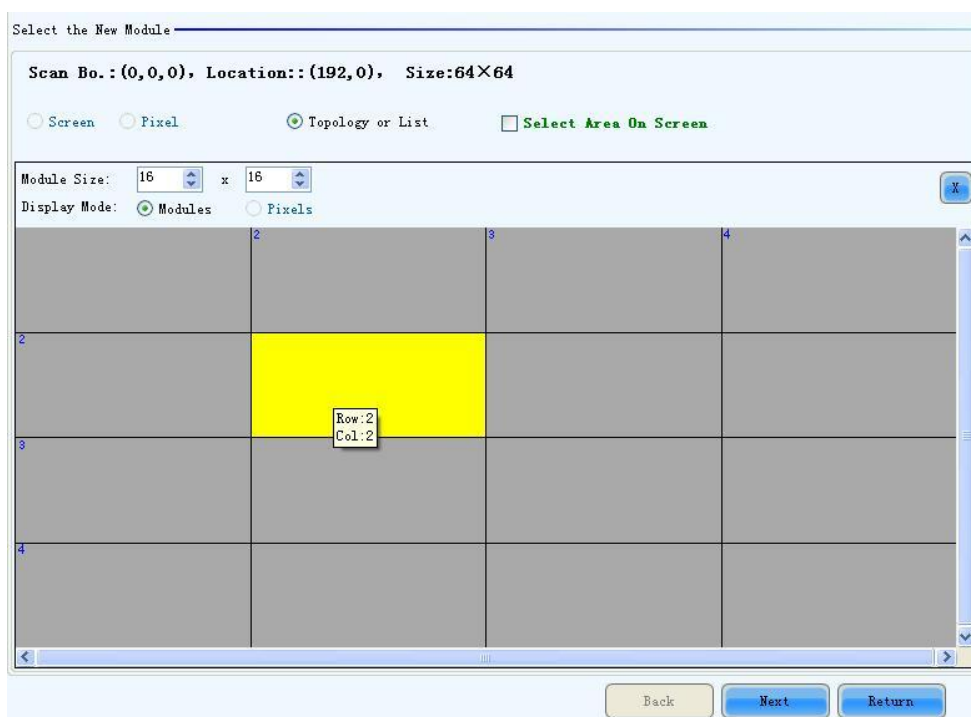 Select the New Module
Scan Bo.:(0,0,0), Location::(192,0), Size:64×64
Screen Pixel Topology or List Select Area On Screen
Module Size: 16 x 16 X
Display Mode: Modules Pixels
2 3 4
2
Row:2
Col:2
3
4
Back Next Return